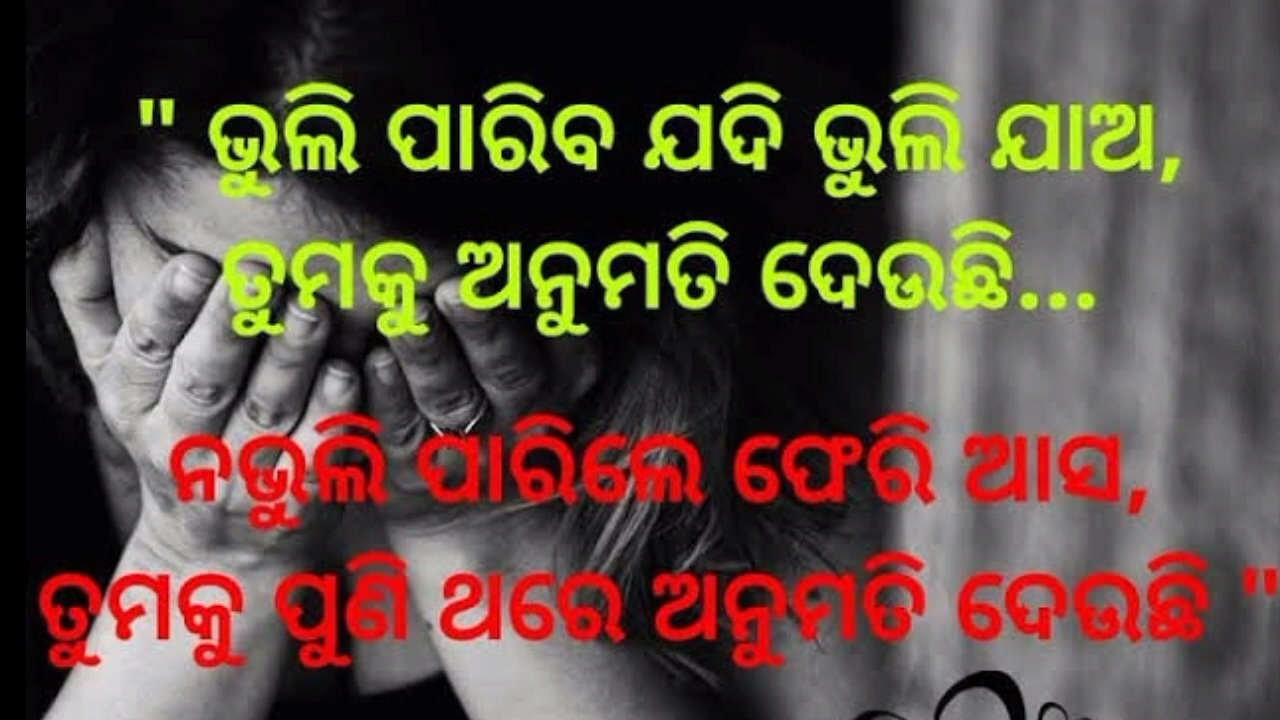 " ଭୁଲି ପାରିବ ଯଦି ଭୁଲି ଯାଅ,
ତୁମକୁ ଅନୁମତି ଦେଉଛି...
ନଭୁଲି ପାରିଲେ ଫେରି ଆସ,
ତୁମକୁ ପୁଣି ଥରେ ଅନୁମତି ଦେଉଛି "